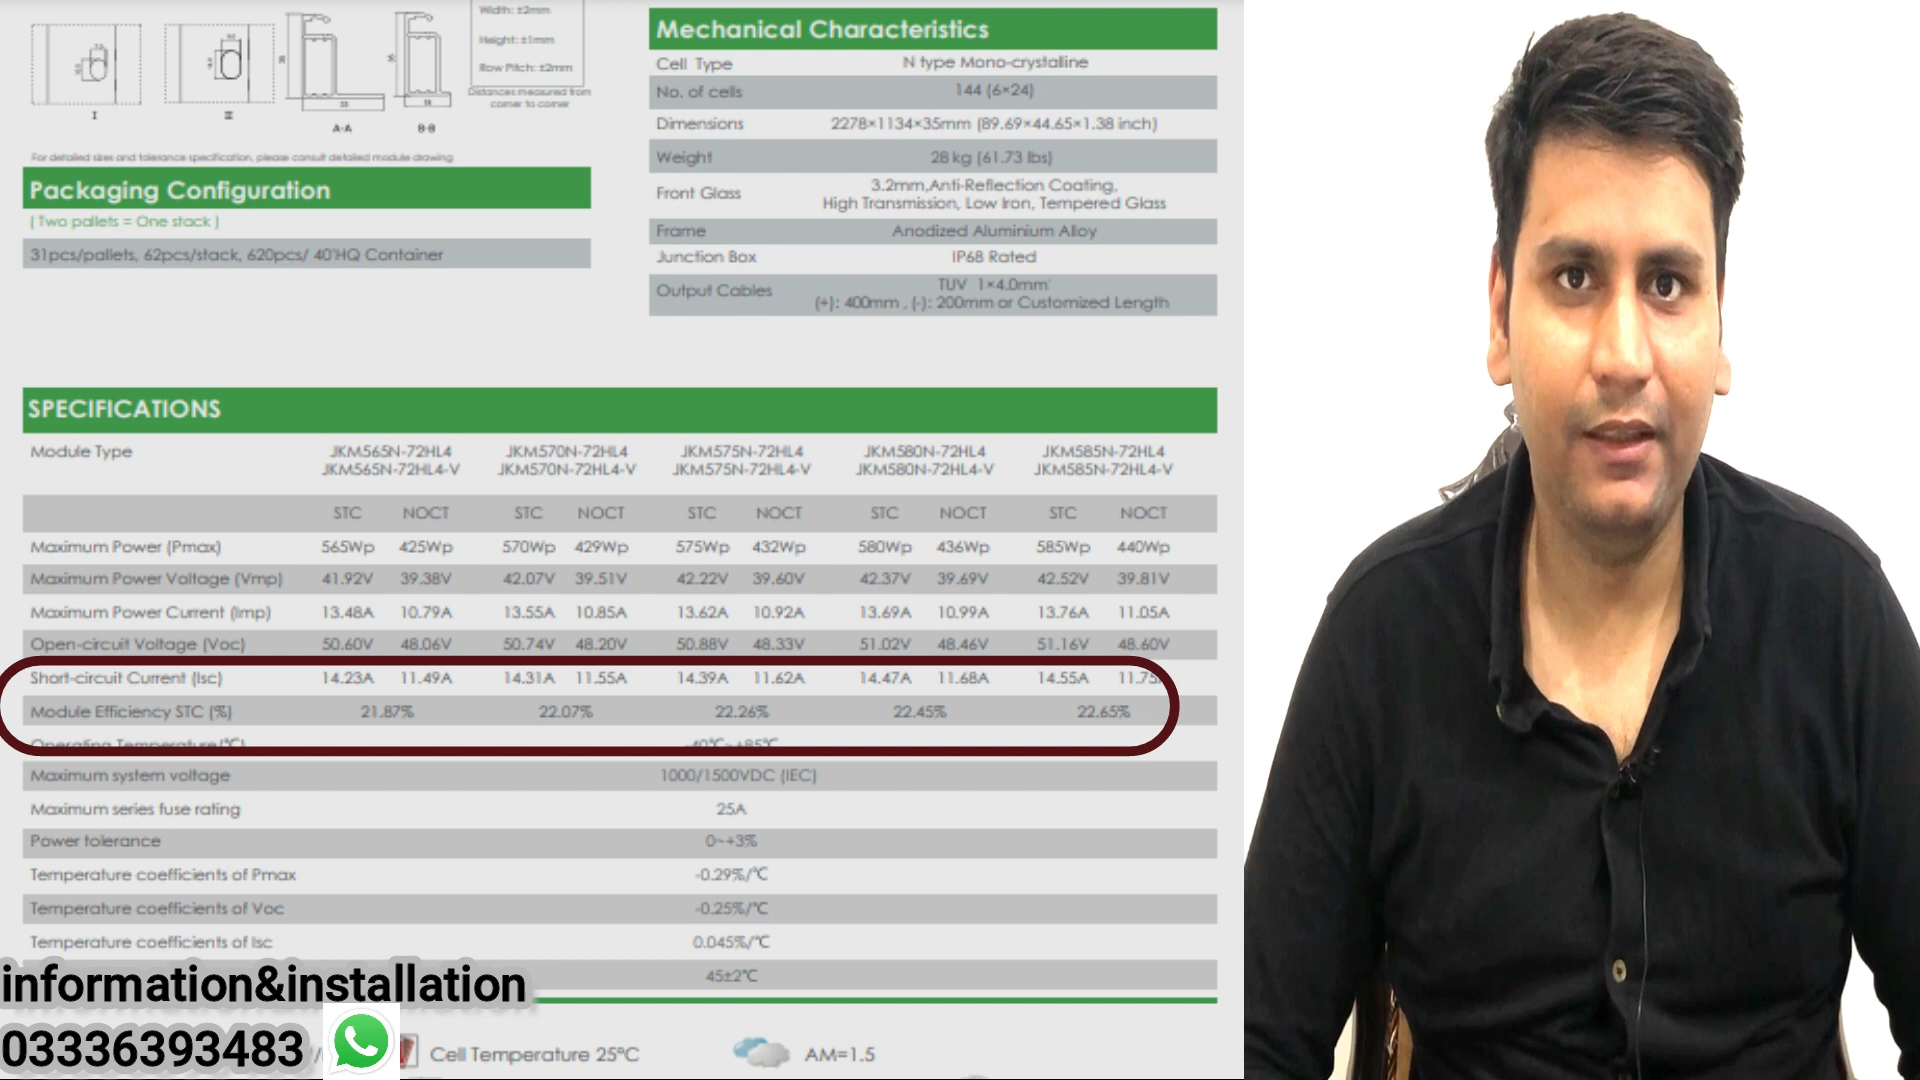 Width: ±2mm
Height: ±1mm
Row Pitch: ±2mm
Distances measured from
corner to corner
I
II
A-A
B-B
For detailed sizes and tolerance specification, please consult detailed module drawing
Packaging Configuration
( Two pallets = One stack )
31pcs/pallets, 62pcs/stack, 620pcs/ 40'HQ Container
Mechanical Characteristics
Cell Type N type Mono-crystalline
No. of cells 144 (6×24)
Dimensions 2278×1134×35mm (89.69×44.65×1.38 inch)
Weight 28 kg (61.73 lbs)
Front Glass 3.2mm,Anti-Reflection Coating,
High Transmission, Low Iron, Tempered Glass
Frame Anodized Aluminium Alloy
Junction Box IP68 Rated
Output Cables TUV 1×4.0mm
(+): 400mm , (-): 200mm or Customized Length
SPECIFICATIONS
Module Type JKM565N-72HL4 JKM570N-72HL4 JKM575N-72HL4 JKM580N-72HL4 JKM585N-72HL4
JKM565N-72HL4-V JKM570N-72HL4-V JKM575N-72HL4-V JKM580N-72HL4-V JKM585N-72HL4-V
STC NOCT STC NOCT STC NOCT STC NOCT STC NOCT
Maximum Power (Pmax) 565Wp 425Wp 570Wp 429Wp 575Wp 432Wp 580Wp 436Wp 585Wp 440Wp
Maximum Power Voltage (Vmp) 41.92V 39.38V 42.07V 39.51V 42.22V 39.60V 42.37V 39.69V 42.52V 39.81V
Maximum Power Current (Imp) 13.48A 10.79A 13.55A 10.85A 13.62A 10.92A 13.69A 10.99A 13.76A 11.05A
Open-circuit Voltage (Voc) 50.60V 48.06V 50.74V 48.20V 50.88V 48.33V 51.02V 48.46V 51.16V 48.60V
Short-circuit Current (Isc) 14.23A 11.49A 14.31A 11.55A 14.39A 11.62A 14.47A 11.68A 14.55A 11.75A
Module Efficiency STC (%) 21.87% 22.07% 22.26% 22.45% 22.65%
Operating Temperature(℃) -40℃~+85℃
Maximum system voltage 1000/1500VDC (IEC)
Maximum series fuse rating 25A
Power tolerance 0~+3%
Temperature coefficients of Pmax -0.29%/℃
Temperature coefficients of Voc -0.25%/℃
Temperature coefficients of Isc 0.045%/℃
45±2℃
information&installation
03336393483
Cell Temperature 25°C
AM=1.5